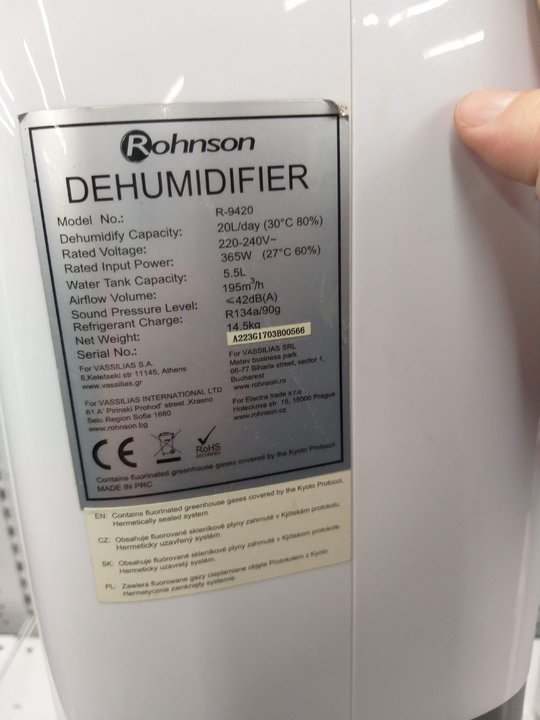 Rohnson
DEHUMIDIFIER
Model No.: R-9420
Dehumidify Capacity: 20L/day (30°C 80%)
Rated Voltage: 220-240V~
Rated Input Power: 365W (27°C 60%)
Water Tank Capacity: 5.5L
Airflow Volume: 195m³/h
Sound Pressure Level: ≤42dB(A)
Refrigerant Charge: R134a/90g
Net Weight: 14.5kg
Serial No.: A223G1703B00566
For VASSILIAS S.A.
8,Keletseki str 11145, Athens
www.vassilias.gr
For VASSILIAS SRL
Metav business park
66-77 Biharia street, sector 1,
Bucharest
www.rohnson.ro
For VASSILIAS INTERNATIONAL LTD
61 A' Pirinski Prohod' street ,Krasno
Selo Region Sofia 1680
www.rohnson.bg
For Electra trade s.r.o
Holeckova str. 15, 15000 Prague
www.rohnson.cz
CE
RoHS
Contains fluorinated greenhouse gases covered by the Kyoto Protocol
MADE IN PRC
EN: Contains fluorinated greenhouse gases covered by the Kyoto Protocol.
Hermetically sealed system.
CZ: Obsahuje fluorované skleníkové plyny zahrnuté v Kjótském protokolu
Hermeticky uzavřený systém.
SK: Obsahuje fluórované skleníkové plyny zahrnuté v Kjótskom protokole.
Hermeticky uzavretý systém.
PL: Zawiera fluorowane gazy cieplarniane objęte Protokołem z Kyoto.
Hermetycznie zamknięty systemie